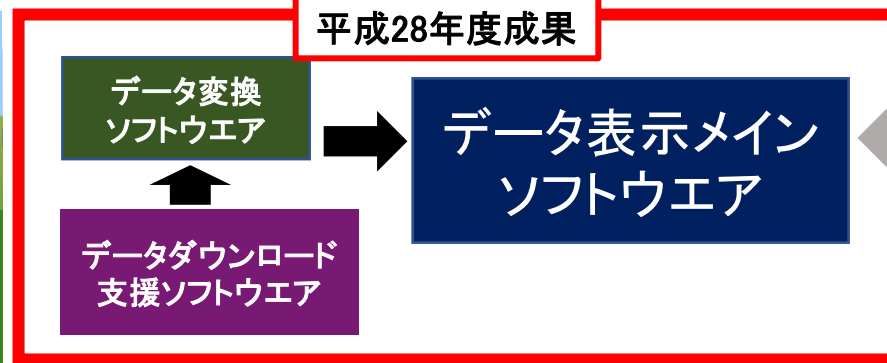 平成28年度成果
データ変換
ソフトウエア
データ表示メイン
ソフトウエア
データダウンロード
支援ソフトウエア